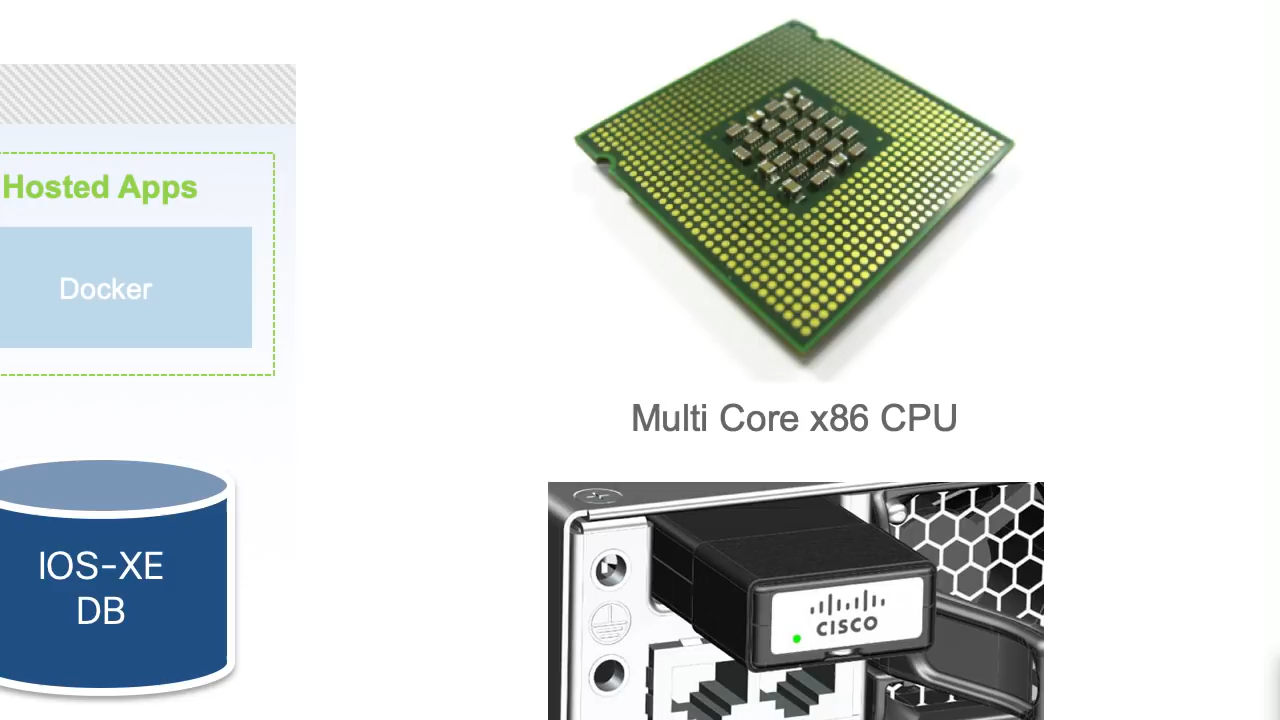 Hosted Apps
Docker
IOS-XE
DB
Multi Core x86 CPU
CISCO